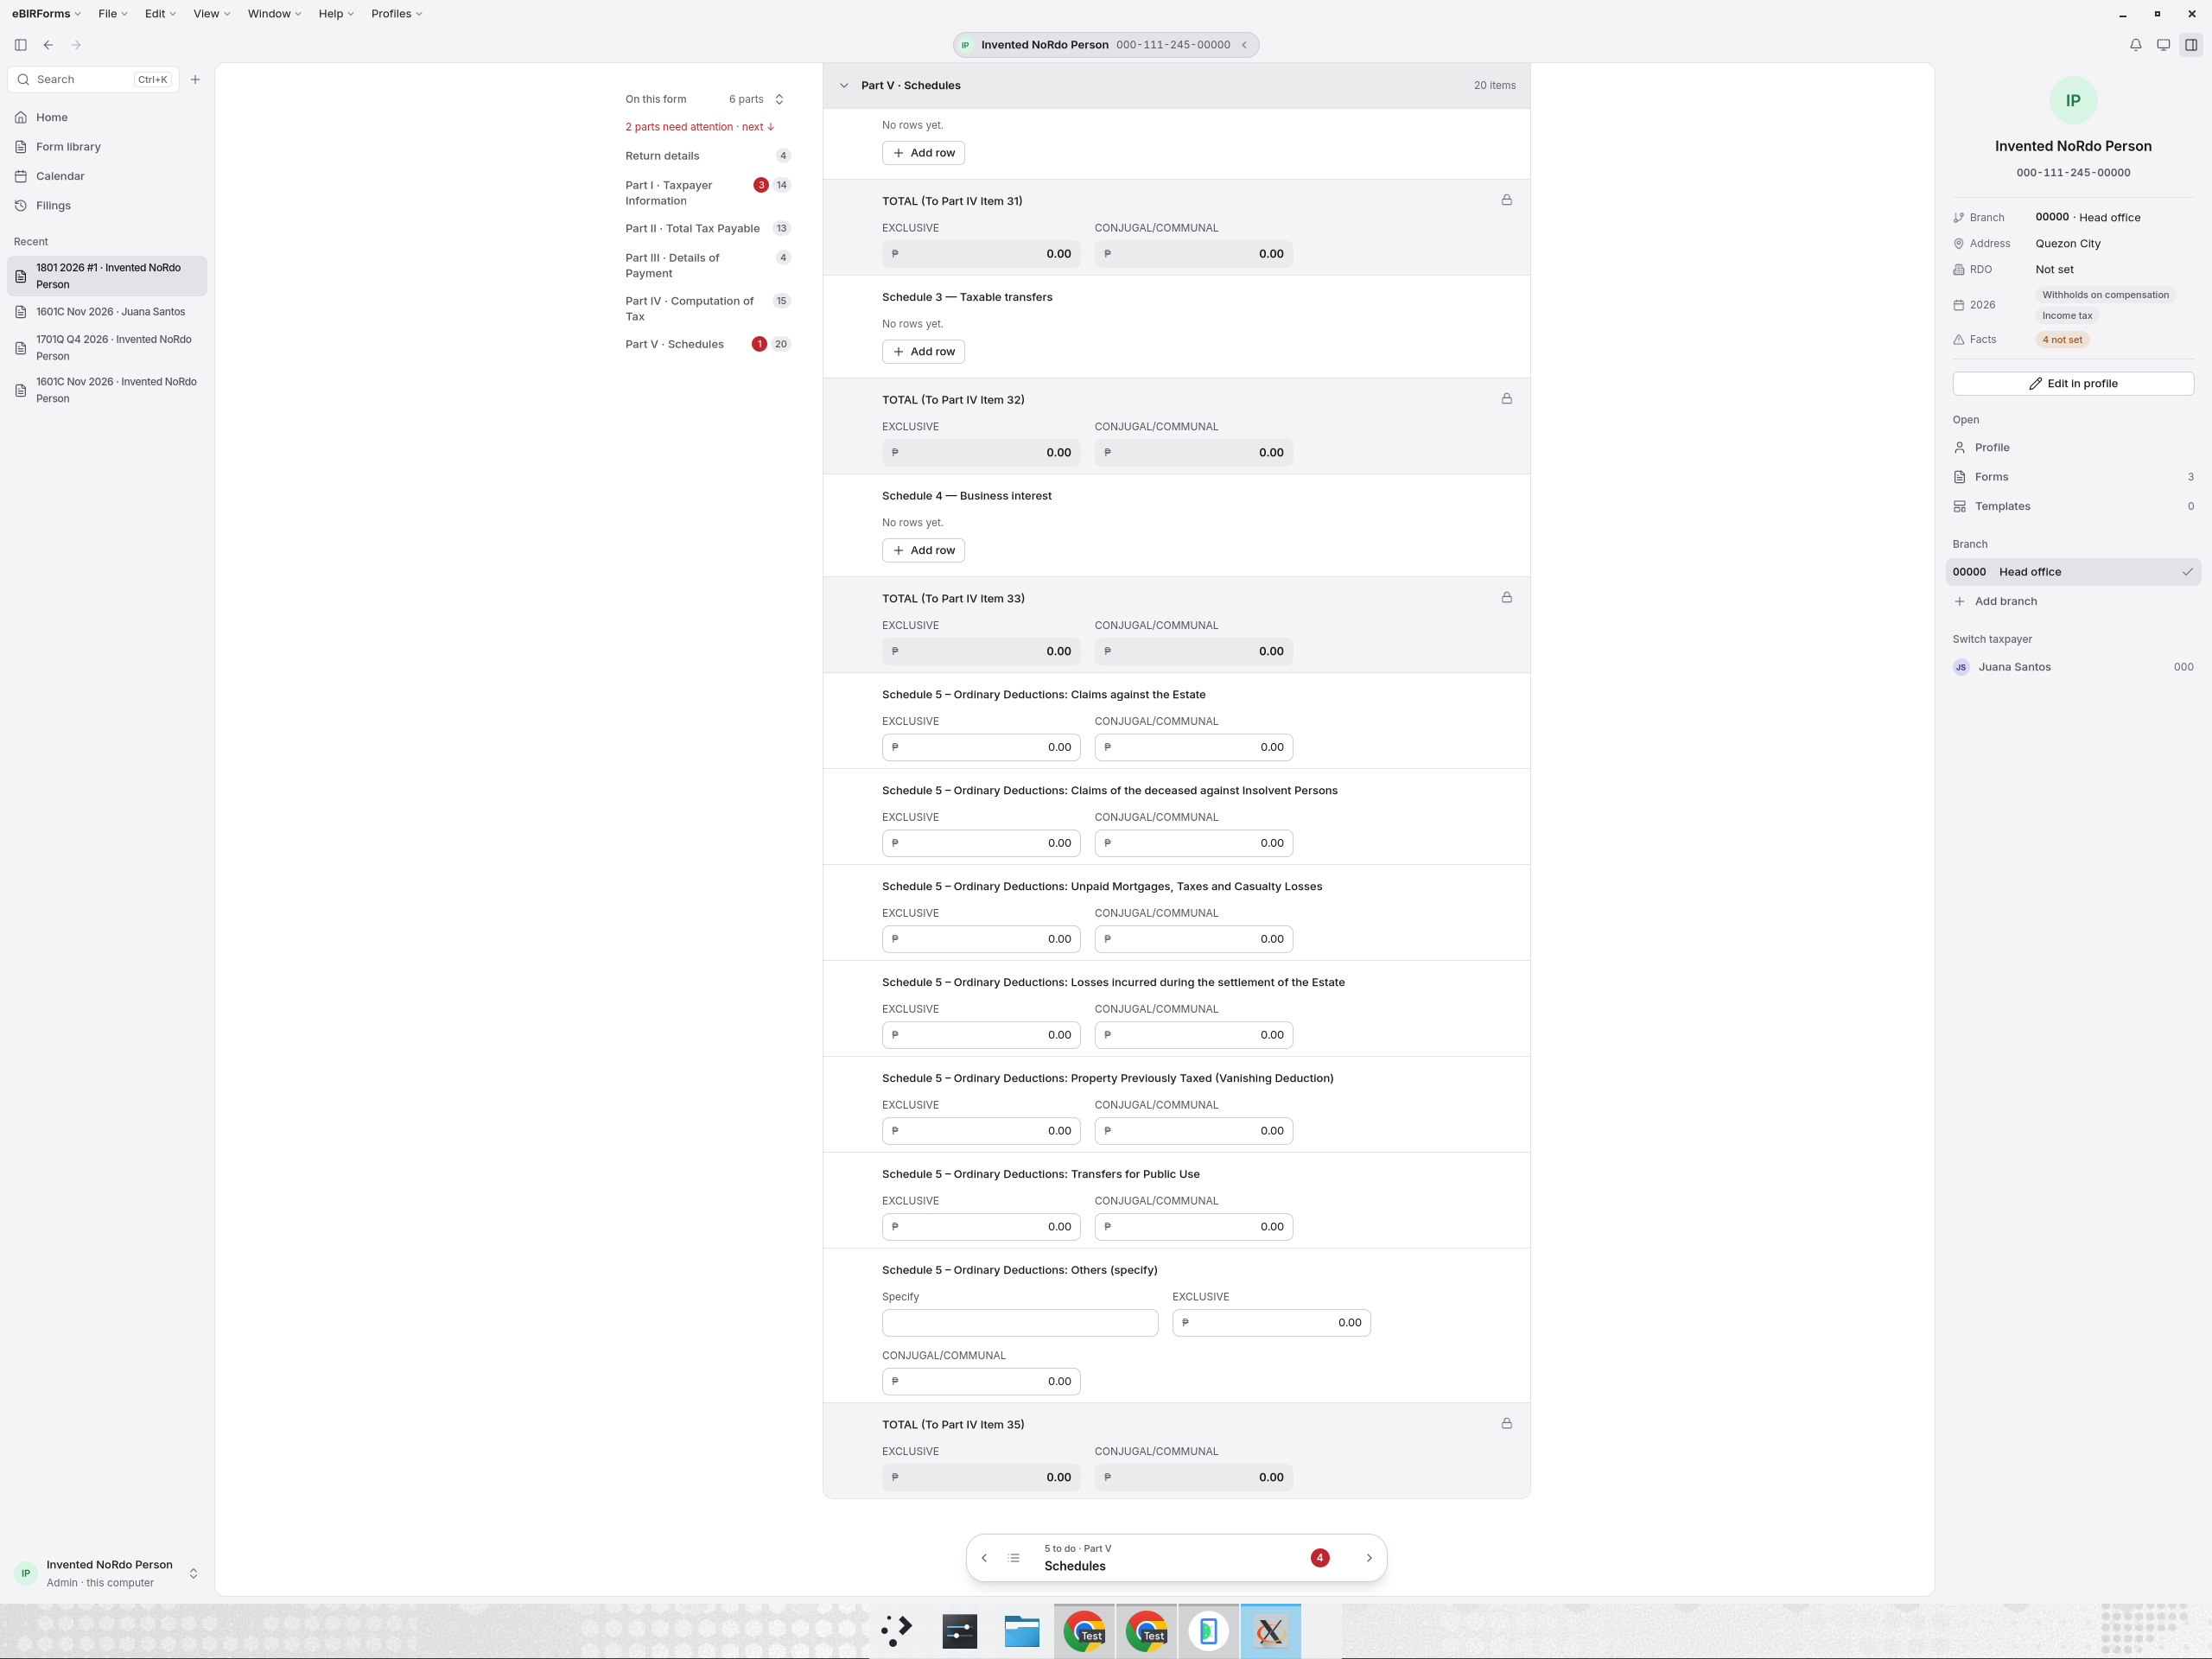 eBIRForms File Edit View Window Help Profiles
IP Invented NoRdo Person 000-111-245-00000
Search Ctrl+K
Home
Form library
Calendar
Filings
Recent
1801 2026 #1 · Invented NoRdo
Person
1601C Nov 2026 · Juana Santos
1701Q Q4 2026 · Invented NoRdo
Person
1601C Nov 2026 · Invented NoRdo
Person
IP
Invented NoRdo Person
Admin · this computer
On this form 6 parts
2 parts need attention · next ↓
Return details 4
Part I · Taxpayer
Information 3 14
Part II · Total Tax Payable 13
Part III · Details of
Payment 4
Part IV · Computation of
Tax 15
Part V · Schedules 1 20
Part V · Schedules 20 items
No rows yet.
+ Add row
TOTAL (To Part IV Item 31)
EXCLUSIVE CONJUGAL/COMMUNAL
₱ 0.00 ₱ 0.00
Schedule 3 — Taxable transfers
No rows yet.
+ Add row
TOTAL (To Part IV Item 32)
EXCLUSIVE CONJUGAL/COMMUNAL
₱ 0.00 ₱ 0.00
Schedule 4 — Business interest
No rows yet.
+ Add row
TOTAL (To Part IV Item 33)
EXCLUSIVE CONJUGAL/COMMUNAL
₱ 0.00 ₱ 0.00
Schedule 5 – Ordinary Deductions: Claims against the Estate
EXCLUSIVE CONJUGAL/COMMUNAL
₱ 0.00 ₱ 0.00
Schedule 5 – Ordinary Deductions: Claims of the deceased against Insolvent Persons
EXCLUSIVE CONJUGAL/COMMUNAL
₱ 0.00 ₱ 0.00
Schedule 5 – Ordinary Deductions: Unpaid Mortgages, Taxes and Casualty Losses
EXCLUSIVE CONJUGAL/COMMUNAL
₱ 0.00 ₱ 0.00
Schedule 5 – Ordinary Deductions: Losses incurred during the settlement of the Estate
EXCLUSIVE CONJUGAL/COMMUNAL
₱ 0.00 ₱ 0.00
Schedule 5 – Ordinary Deductions: Property Previously Taxed (Vanishing Deduction)
EXCLUSIVE CONJUGAL/COMMUNAL
₱ 0.00 ₱ 0.00
Schedule 5 – Ordinary Deductions: Transfers for Public Use
EXCLUSIVE CONJUGAL/COMMUNAL
₱ 0.00 ₱ 0.00
Schedule 5 – Ordinary Deductions: Others (specify)
Specify EXCLUSIVE
₱ 0.00
CONJUGAL/COMMUNAL
₱ 0.00
TOTAL (To Part IV Item 35)
EXCLUSIVE CONJUGAL/COMMUNAL
₱ 0.00 ₱ 0.00
5 to do · Part V
Schedules 4
IP
Invented NoRdo Person
000-111-245-00000
Branch 00000 · Head office
Address Quezon City
RDO Not set
2026 Withholds on compensation
Income tax
Facts 4 not set
Edit in profile
Open
Profile
Forms 3
Templates 0
Branch
00000 Head office
+ Add branch
Switch taxpayer
JS Juana Santos 000
Test Test